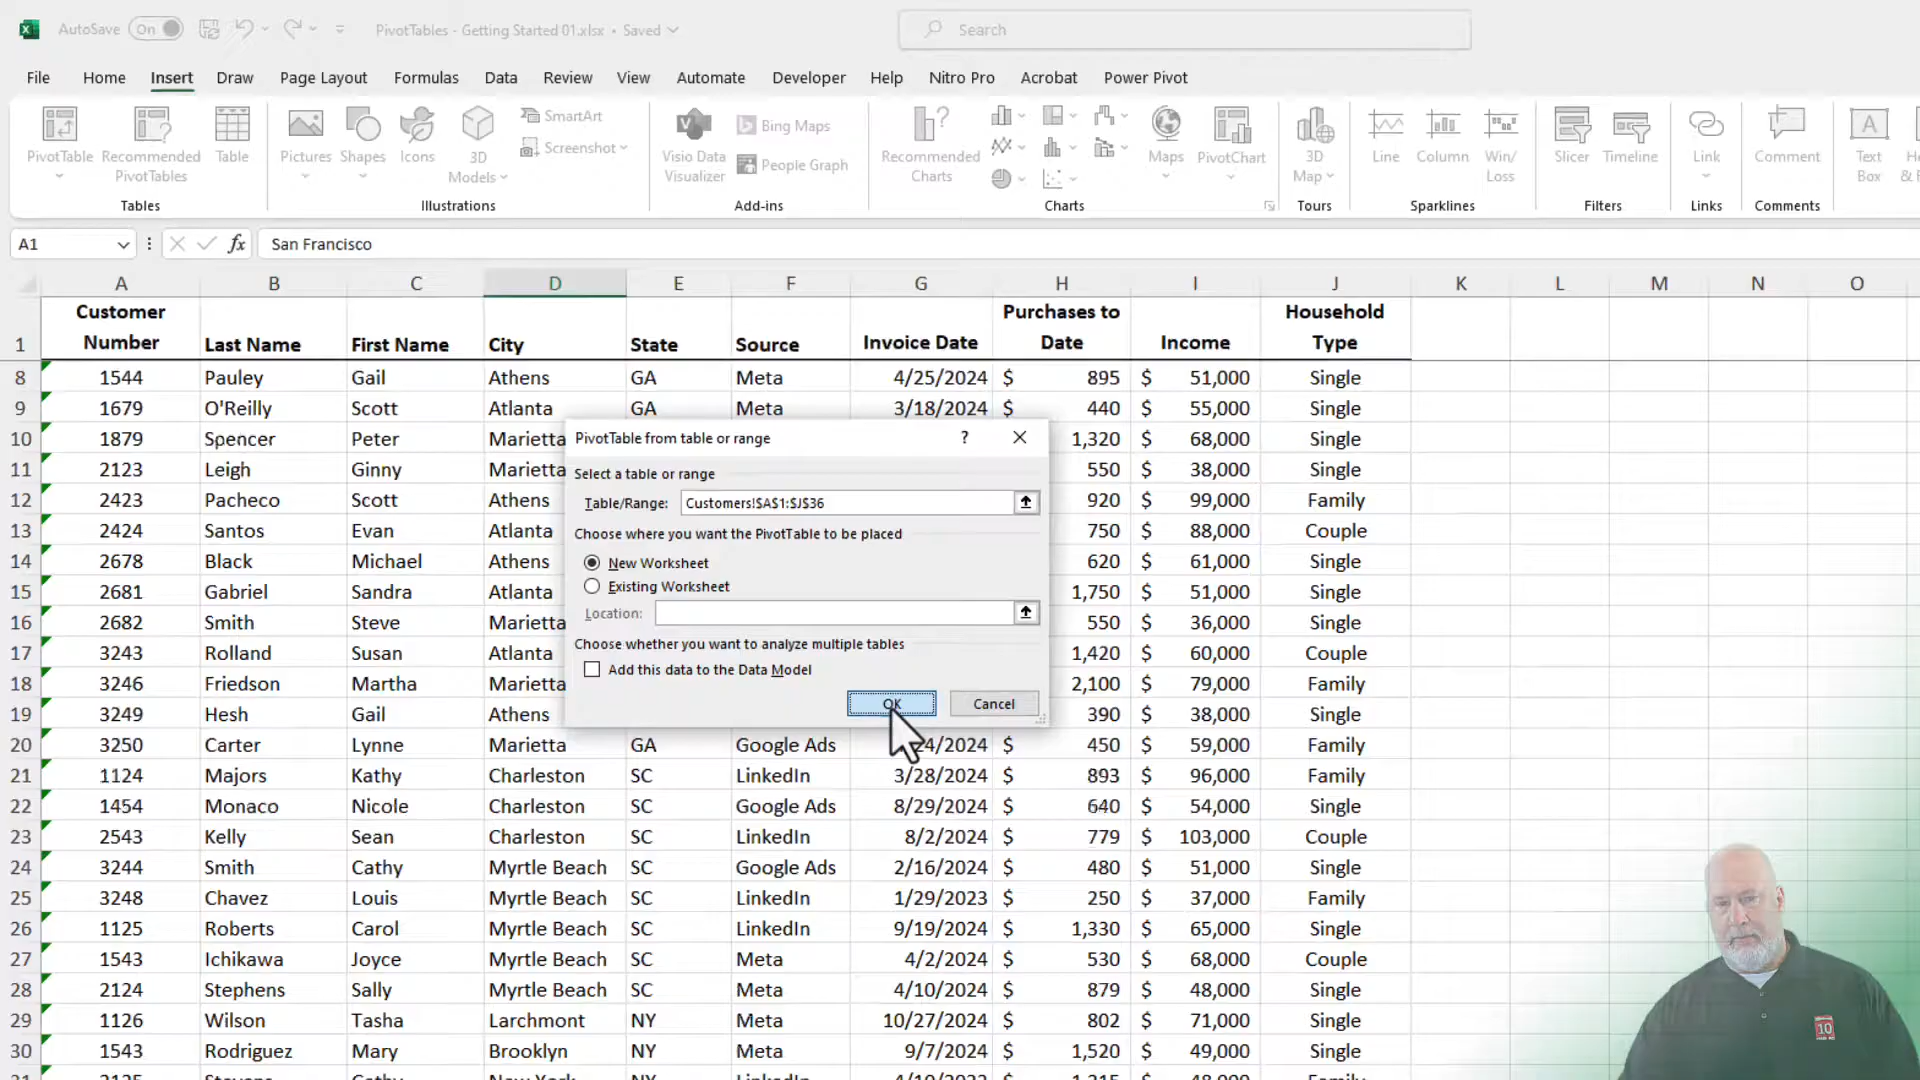 AutoSave On PivotTables - Getting Started 01.xlsx • Saved Search
File Home Insert Draw Page Layout Formulas Data Review View Automate Developer Help Nitro Pro Acrobat Power Pivot
PivotTable Recommended PivotTables Table
Tables
Pictures Shapes Icons 3D Models SmartArt Screenshot
Illustrations
Visio Data Visualizer Bing Maps People Graph
Add-ins
Recommended Charts Maps PivotChart
Charts
3D Map
Tours
Line Column Win/Loss
Sparklines
Slicer Timeline
Filters
Link
Links
Comment
Comments
A Text Box
A1 fx San Francisco
A B C D E F G H I J K L M N O
1 Customer Number Last Name First Name City State Source Invoice Date Purchases to Date Income Household Type
8 1544 Pauley Gail Athens GA Meta 4/25/2024 $ 895 $ 51,000 Single
9 1679 O'Reilly Scott Atlanta GA Meta 3/18/2024 $ 440 $ 55,000 Single
10 1879 Spencer Peter Marietta 1,320 $ 68,000 Single
11 2123 Leigh Ginny Marietta 550 $ 38,000 Single
12 2423 Pacheco Scott Athens 920 $ 99,000 Family
13 2424 Santos Evan Atlanta 750 $ 88,000 Couple
14 2678 Black Michael Athens 620 $ 61,000 Single
15 2681 Gabriel Sandra Atlanta 1,750 $ 51,000 Single
16 2682 Smith Steve Marietta 550 $ 36,000 Single
17 3243 Rolland Susan Atlanta 1,420 $ 60,000 Couple
18 3246 Friedson Martha Marietta 2,100 $ 79,000 Family
19 3249 Hesh Gail Athens 390 $ 38,000 Single
PivotTable from table or range ?
Select a table or range
Table/Range: Customers!$A$1:$J$36
Choose where you want the PivotTable to be placed
New Worksheet
Existing Worksheet
Location:
Choose whether you want to analyze multiple tables
Add this data to the Data Model
OK Cancel
20 3250 Carter Lynne Marietta GA Google Ads 4/2024 $ 450 $ 59,000 Family
21 1124 Majors Kathy Charleston SC LinkedIn 3/28/2024 $ 893 $ 96,000 Family
22 1454 Monaco Nicole Charleston SC Google Ads 8/29/2024 $ 640 $ 54,000 Single
23 2543 Kelly Sean Charleston SC LinkedIn 8/2/2024 $ 779 $ 103,000 Couple
24 3244 Smith Cathy Myrtle Beach SC Google Ads 2/16/2024 $ 480 $ 51,000 Single
25 3248 Chavez Louis Myrtle Beach SC LinkedIn 1/29/2023 $ 250 $ 37,000 Family
26 1125 Roberts Carol Myrtle Beach SC LinkedIn 9/19/2024 $ 1,330 $ 65,000 Single
27 1543 Ichikawa Joyce Myrtle Beach SC Meta 4/2/2024 $ 530 $ 68,000 Couple
28 2124 Stephens Sally Myrtle Beach SC Meta 4/10/2024 $ 879 $ 48,000 Single
29 1126 Wilson Tasha Larchmont NY Meta 10/27/2024 $ 802 $ 71,000 Single
30 1543 Rodriguez Mary Brooklyn NY Meta 9/7/2024 $ 1,520 $ 49,000 Single
10